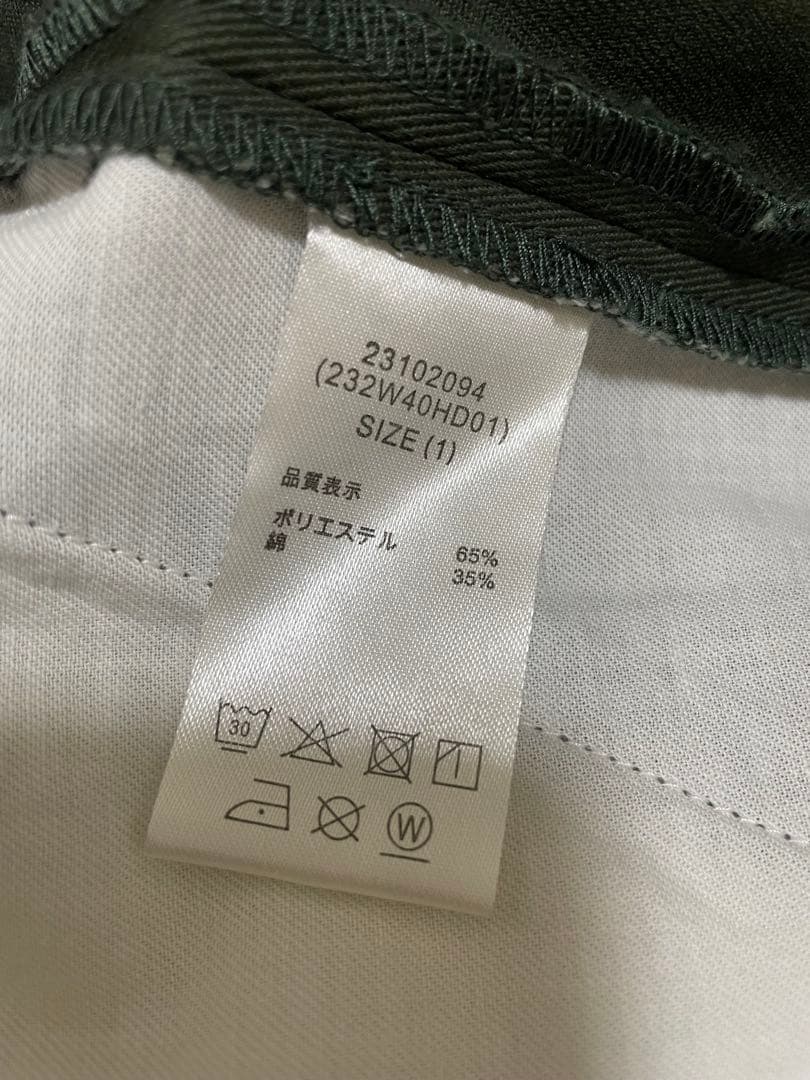 23102094
(232W40HD01)
SIZE (1)
品質表示
ポリエステル 65%
綿 35%
30
W